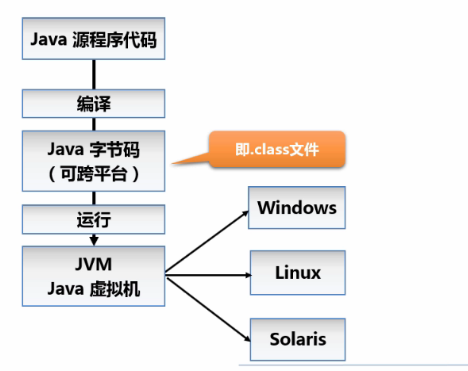 Java 源程序代码
编译
Java 字节码
（可跨平台）
即.class文件
运行
JVM
Java 虚拟机
Windows
Linux
Solaris